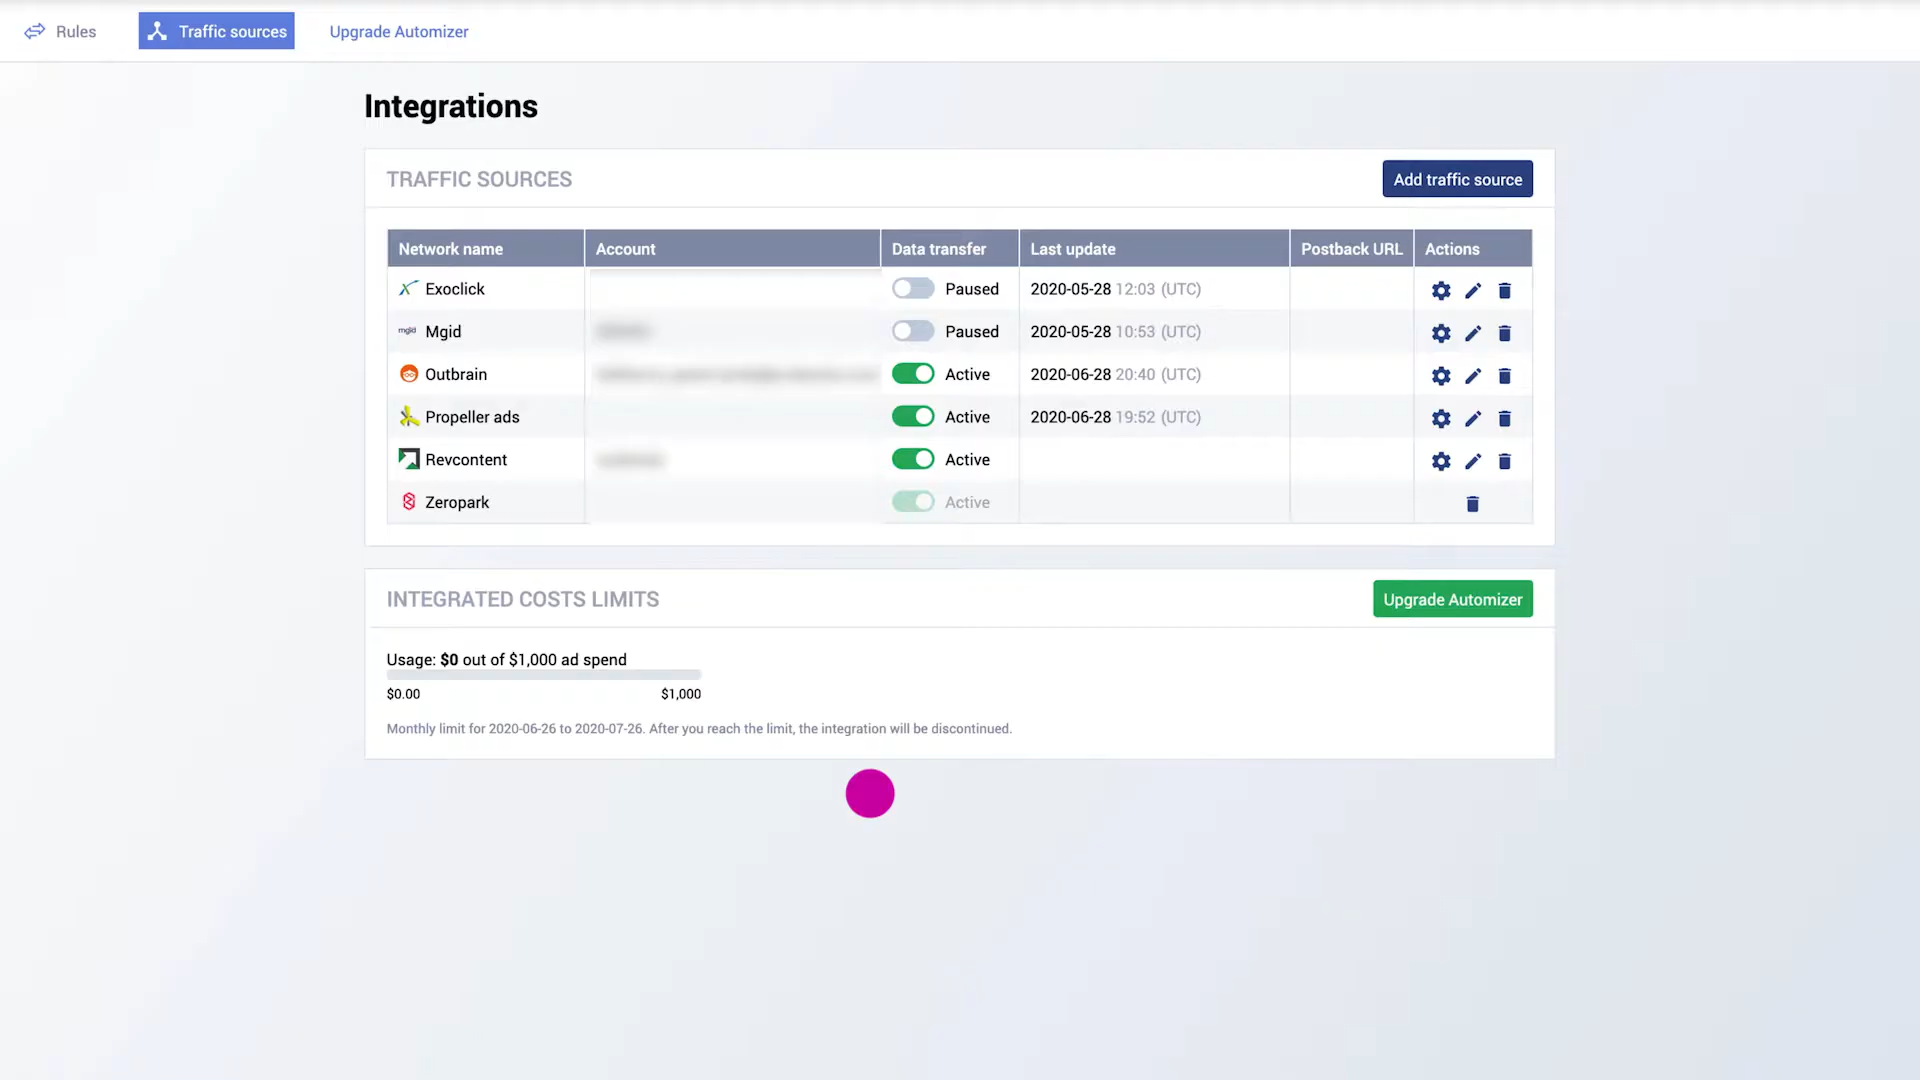 Rules
Traffic sources
Upgrade Automizer
Integrations
TRAFFIC SOURCES
Add traffic source
Network name Account Data transfer Last update Postback URL Actions
Exoclick Paused 2020-05-28 12:03 (UTC)
mgid Mgid Paused 2020-05-28 10:53 (UTC)
Outbrain Active 2020-06-28 20:40 (UTC)
Propeller ads Active 2020-06-28 19:52 (UTC)
Revcontent Active
Zeropark Active
INTEGRATED COSTS LIMITS
Upgrade Automizer
Usage: $0 out of $1,000 ad spend
$0.00 $1,000
Monthly limit for 2020-06-26 to 2020-07-26. After you reach the limit, the integration will be discontinued.